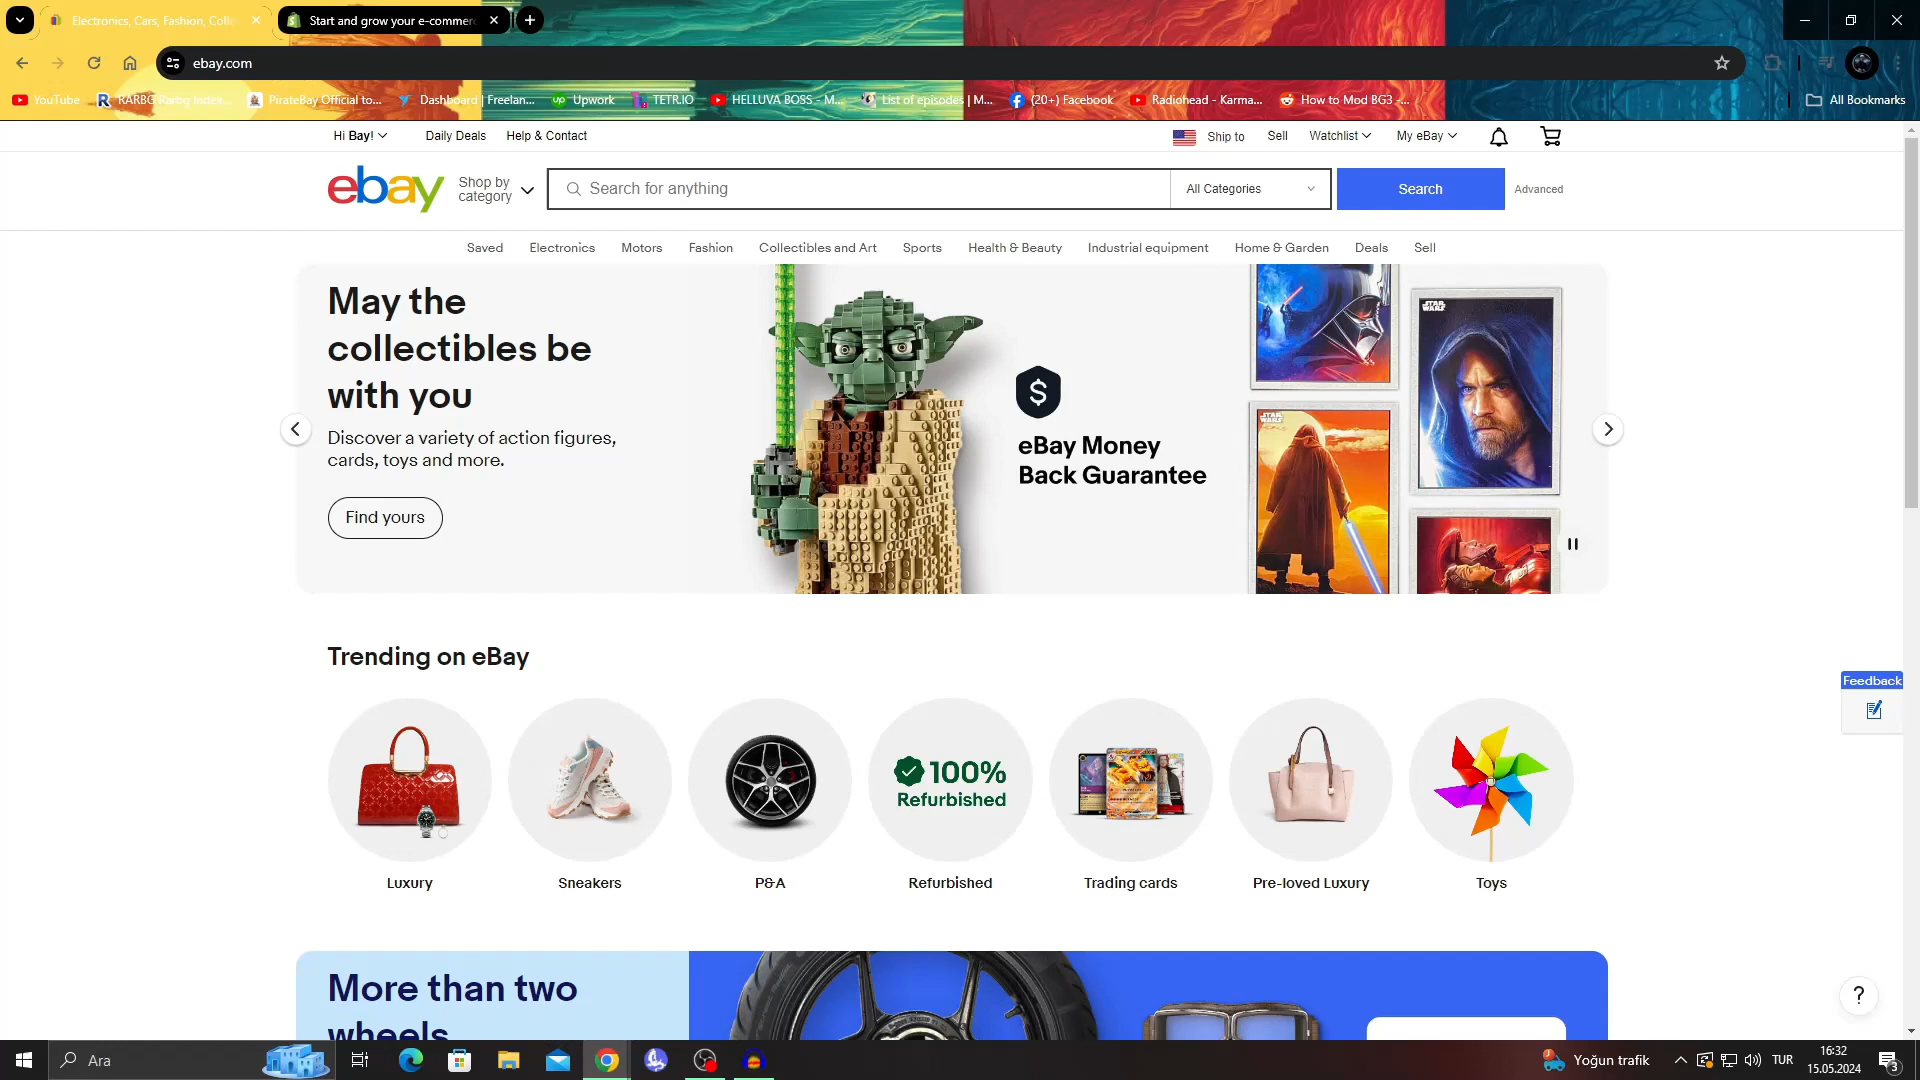 Electronics, Cars, Fashion, Colle
Start and grow your e-commer
ebay.com
YouTube
RARBG Rarbg Index...
PirateBay Official to...
Dashboard | Freelan...
Upwork
TETR.IO
HELLUVA BOSS - M...
List of episodes | M...
(20+) Facebook
Radiohead - Karma...
How to Mod BG3 -...
All Bookmarks
Hi Bay!
Daily Deals
Help & Contact
Ship to
Sell
Watchlist
My eBay
ebay
Shop by
category
Search for anything
All Categories
Search
Advanced
Saved
Electronics
Motors
Fashion
Collectibles and Art
Sports
Health & Beauty
Industrial equipment
Home & Garden
Deals
Sell
May the
collectibles be
with you
Discover a variety of action figures,
cards, toys and more.
Find yours
$
eBay Money
Back Guarantee
STAR WARS
STAR WARS
Trending on eBay
Feedback
100%
Refurbished
Luxury
Sneakers
P&A
Refurbished
Trading cards
Pre-loved Luxury
Toys
More than two
wheels
?
Ara
Yoğun trafik
TUR
16:32
15.05.2024
3